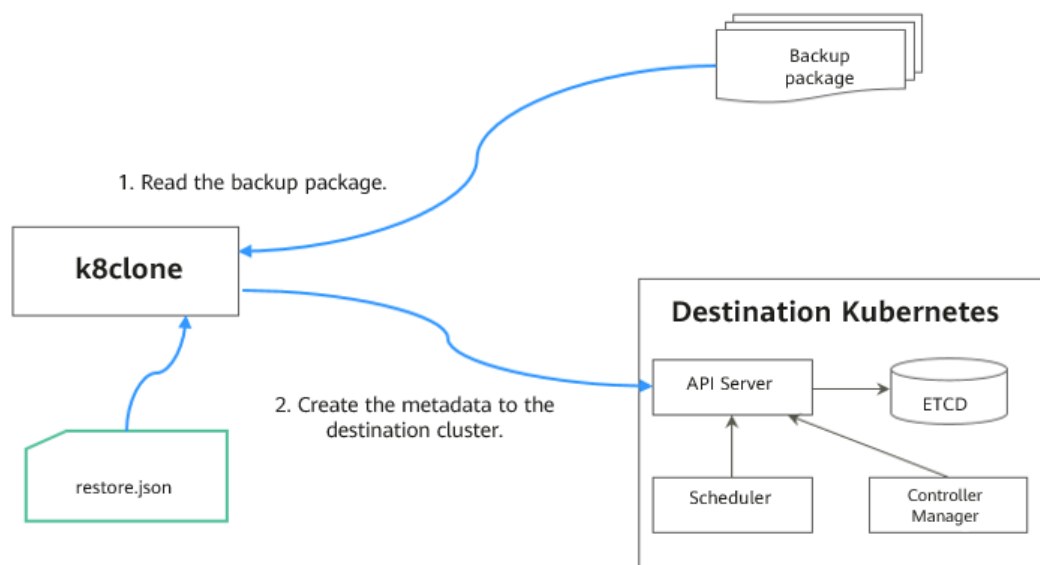 Backup
package
1. Read the backup package.
k8clone
Destination Kubernetes
API Server
ETCD
2. Create the metadata to the
destination cluster.
restore.json
Scheduler
Controller
Manager